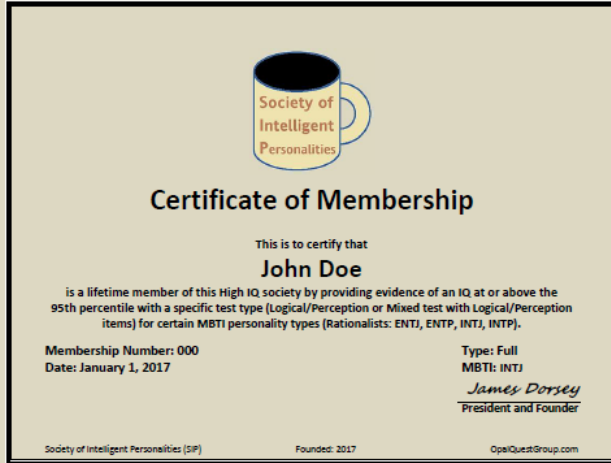 Society of
Intelligent
Personalities
Certificate of Membership
This is to certify that
John Doe
is a lifetime member of this High IQ society by providing evidence of an IQ at or above the
95th percentile with a specific test type (Logical/Perception or Mixed test with Logical/Perception
items) for certain MBTI personality types (Rationalists: ENTJ, ENTP, INTJ, INTP).
Membership Number: 000
Date: January 1, 2017
Type: Full
MBTI: INTJ
James Dorsey
President and Founder
Society of Intelligent Personalities (SIP)
Founded: 2017
OpalQuestGroup.com